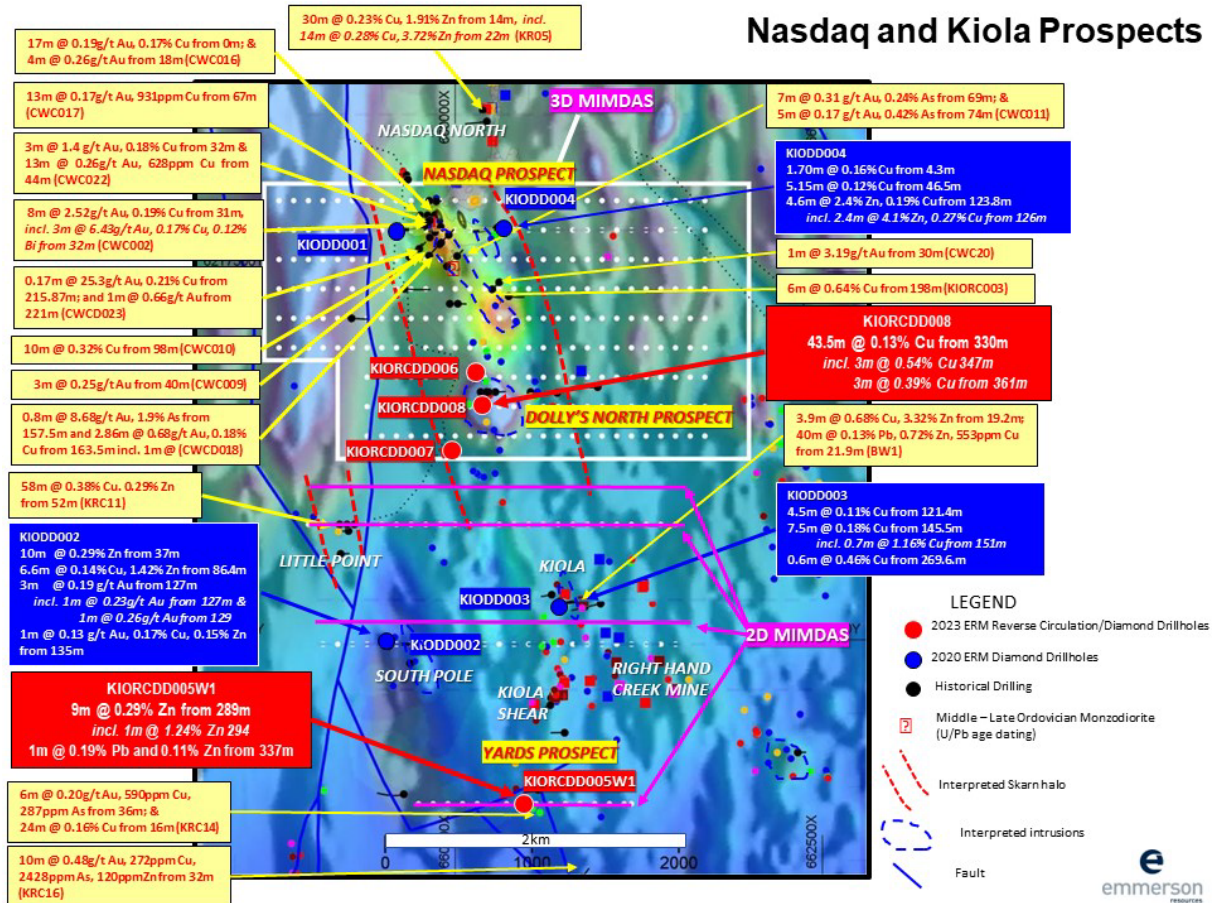 Nasdaq and Kiola Prospects
30m @ 0.23% Cu, 1.91% Zn from 14m, incl.
14m @ 0.28% Cu, 3.72% Zn from 22m (KR05)
17m @ 0.19g/t Au, 0.17% Cu from 0m; &
4m @ 0.26g/t Au from 18m (CWC016)
13m @ 0.17g/t Au, 931ppm Cu from 67m
(CWC017)
3m @ 1.4 g/t Au, 0.18% Cu from 32m &
13m @ 0.26g/t Au, 628ppm Cu from
44m (CWC022)
8m @ 2.52g/t Au, 0.19% Cu from 31m,
incl. 3m @ 6.43g/t Au, 0.17% Cu, 0.12%
Bi from 32m (CWC002)
0.17m @ 25.3g/t Au, 0.21% Cu from
215.87m; and 1m @ 0.66g/t Au from
221m (CWCD023)
10m @ 0.32% Cu from 98m (CWC010)
3m @ 0.25g/t Au from 40m (CWC009)
0.8m @ 8.68g/t Au, 1.9% As from
157.5m and 2.86m @ 0.68g/t Au, 0.18%
Cu from 163.5m incl. 1m @ (CWCD018)
58m @ 0.38% Cu. 0.29% Zn
from 52m (KRC11)
KIODD002
10m @ 0.29% Zn from 37m
6.6m @ 0.14% Cu, 1.42% Zn from 86.4m
3m @ 0.19 g/t Au from 127m
incl. 1m @ 0.23g/t Au from 127m &
1m @ 0.26g/t Au from 129
1m @ 0.13 g/t Au, 0.17% Cu, 0.15% Zn
from 135m
KIORCDD005W1
9m @ 0.29% Zn from 289m
incl. 1m @ 1.24% Zn 294
1m @ 0.19% Pb and 0.11% Zn from 337m
6m @ 0.20g/t Au, 590ppm Cu,
287ppm As from 36m; &
24m @ 0.16% Cu from 16m (KRC14)
10m @ 0.48g/t Au, 272ppm Cu,
2428ppm As, 120ppm Zn from 32m
(KRC16)
3D MIMDAS
NASDAQ NORTH
NASDAQ PROSPECT
KIODD004
KIODD001
KIORCDD006
KIORCDD008
DOLLY'S NORTH PROSPECT
KIORCDD007
LITTLE POINT
KIOLA
KIODD003
2D MIMDAS
KIODD002
SOUTH POLE
RIGHT HAND
CREEK MINE
KIOLA
SHEAR
YARDS PROSPECT
KIORCDD005W1
2km
0
1000
2000
662500
7m @ 0.31 g/t Au, 0.24% As from 69m; &
5m @ 0.17 g/t Au, 0.42% As from 74m (CWC011)
KIODD004
1.70m @ 0.16% Cu from 4.3m
5.15m @ 0.12% Cu from 46.5m
4.6m @ 2.4% Zn, 0.19% Cu from 123.8m
incl. 2.4m @ 4.1% Zn, 0.27% Cu from 126m
1m @ 3.19g/t Au from 30m (CWC20)
6m @ 0.64% Cu from 198m (KIORC003)
KIORCDD008
43.5m @ 0.13% Cu from 330m
incl. 3m @ 0.54% Cu 347m
3m @ 0.39% Cu from 361m
3.9m @ 0.68% Cu, 3.32% Zn from 19.2m;
40m @ 0.13% Pb, 0.72% Zn, 553ppm Cu
from 21.9m (BW1)
KIODD003
4.5m @ 0.11% Cu from 121.4m
7.5m @ 0.18% Cu from 145.5m
incl. 0.7m @ 1.16% Cu from 151m
0.6m @ 0.46% Cu from 269.6.m
LEGEND
2023 ERM Reverse Circulation/Diamond Drillholes
2020 ERM Diamond Drillholes
Historical Drilling
Middle – Late Ordovician Monzodiorite
(U/Pb age dating)
Interpreted Skarn halo
Interpreted intrusions
Fault
emmerson
resources